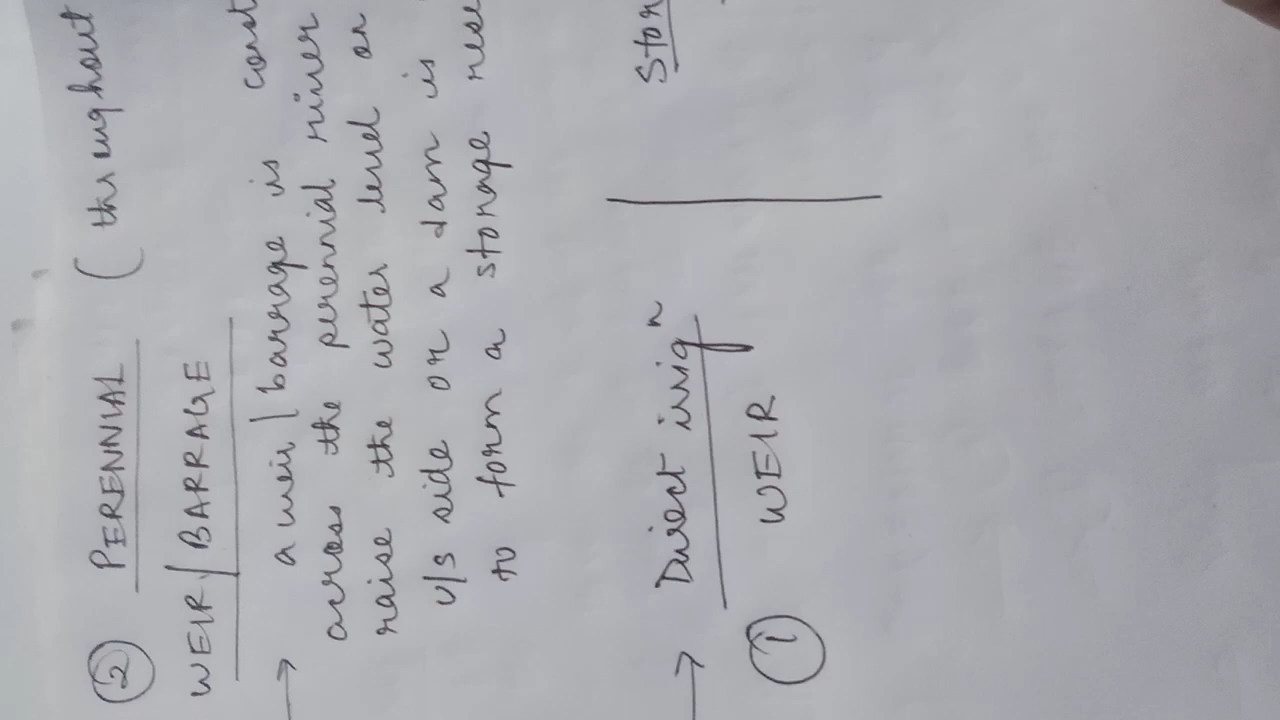 ② PERENNIAL (throughout
WEIR/BARRAGE
→ a weir/barrage is const
across the perennial river
raise the water level on
u/s side or a dam is
to form a storage rese
→ Direct irrigⁿ | Stor
① WEIR